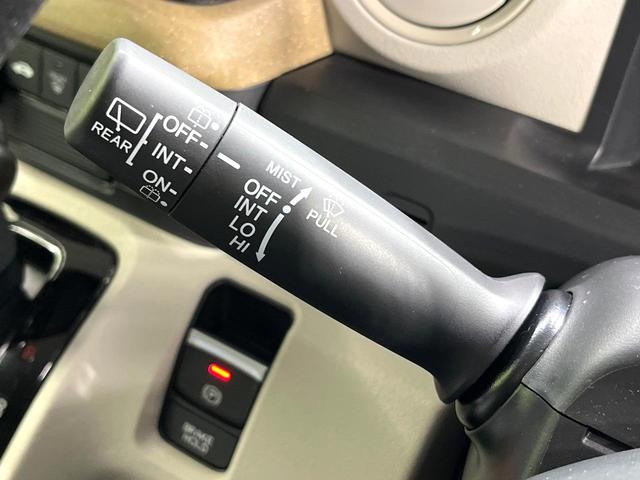 REAR
OFF
INT
ON
MIST
OFF
INT
LO
HI
PULL
BRAKE
HOLD